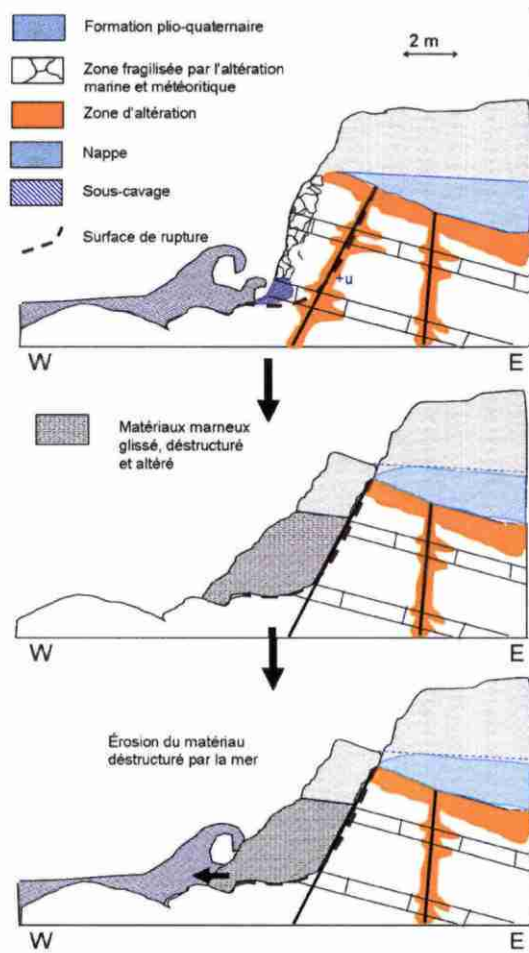 Formation plio-quaternaire
2 m
Zone fragilisée par l'altération
marine et météoritique
Zone d'altération
Nappe
Sous-cavage
Surface de rupture
+u
W
E
Matériaux marneux
glissé, déstructuré
et altéré
W
E
Érosion du matériau
déstructuré par la mer
W
E